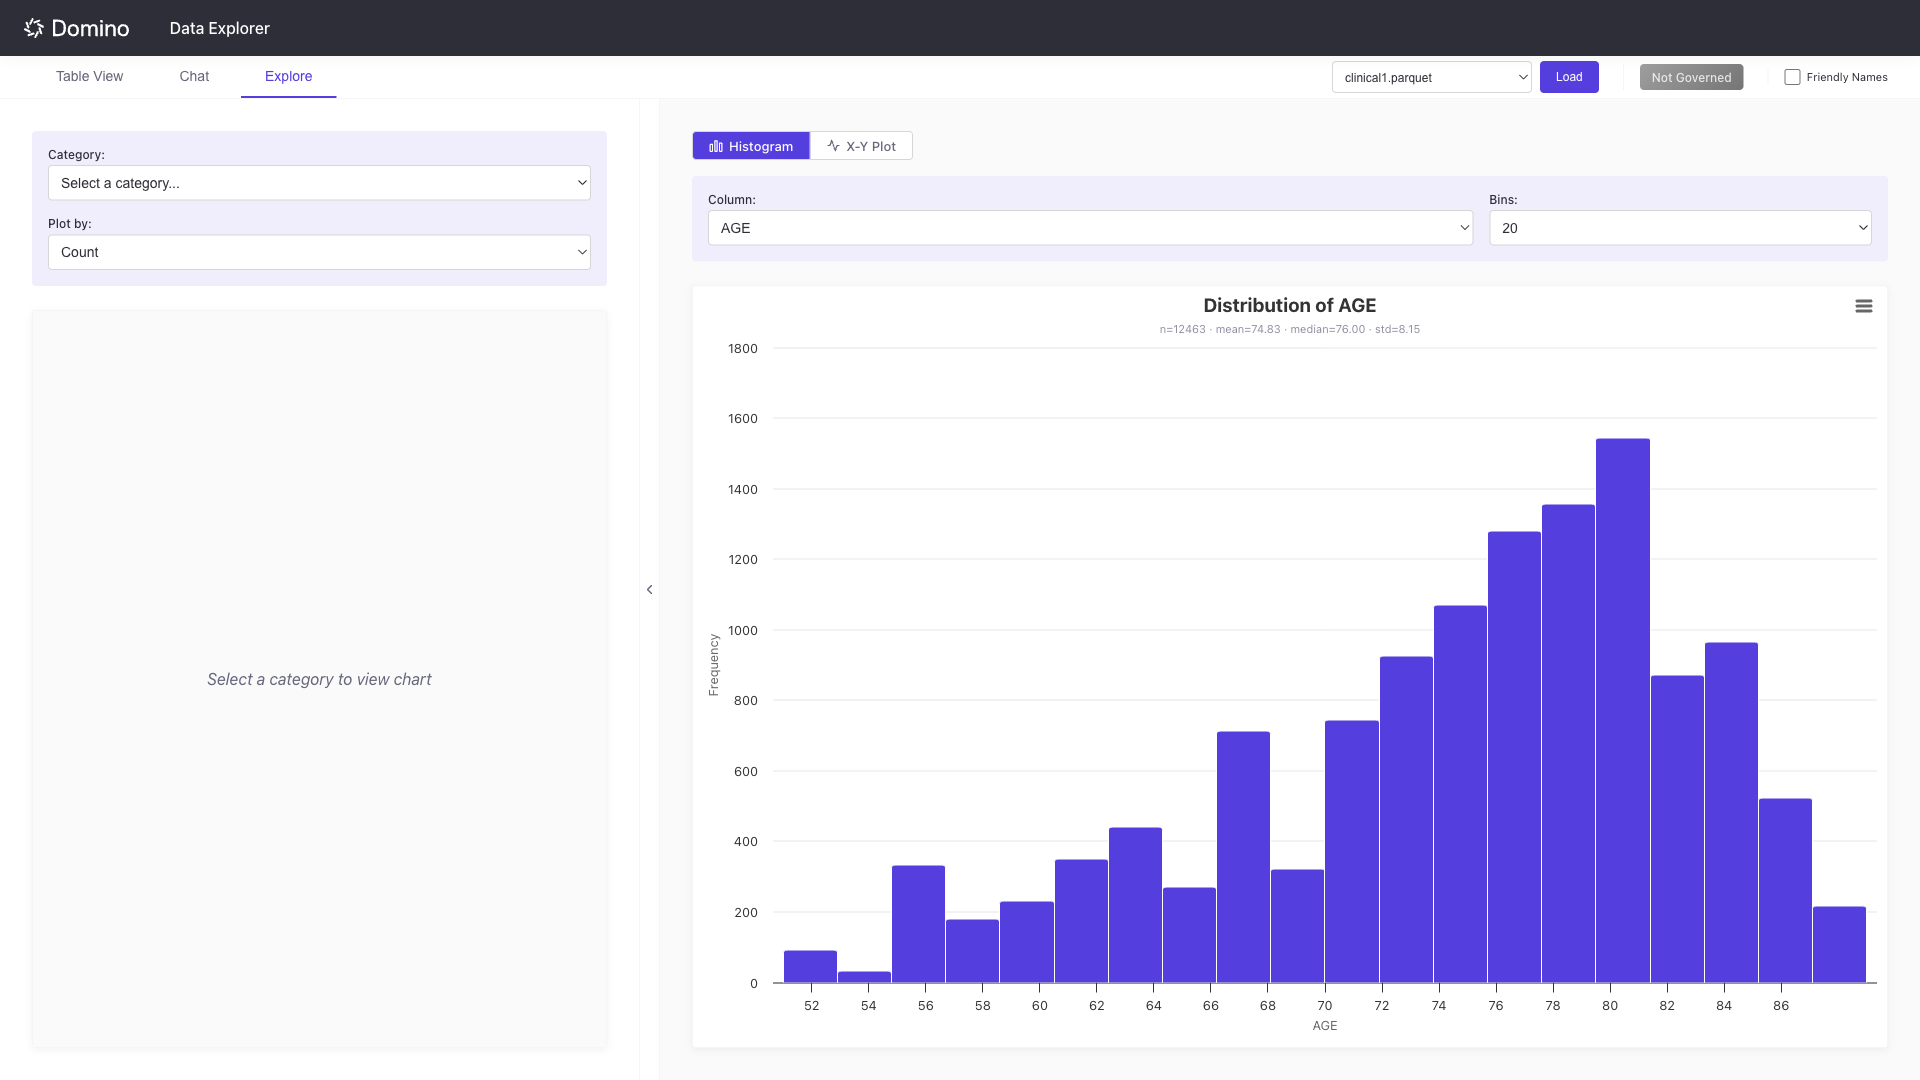 Domino
Data Explorer
Table View
Chat
Explore
clinical1.parquet
Load
Not Governed
Friendly Names
Category:
Select a category...
Plot by:
Count
Select a category to view chart
Histogram
X-Y Plot
Column:
AGE
Bins:
20
Distribution of AGE
n=12463 · mean=74.83 · median=76.00 · std=8.15
Frequency
1800
1600
1400
1200
1000
800
600
400
200
0
52 54 56 58 60 62 64 66 68 70 72 74 76 78 80 82 84 86
AGE